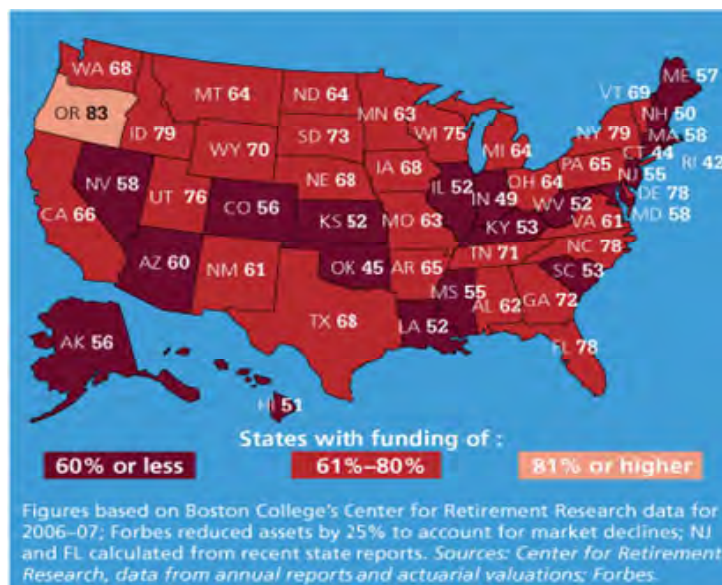 WA 68
ME 57
VT 69
MT 64
ND 64
OR 83
MN 63
NH 50
ID 79
WI 75
NY 79
MA 58
SD 73
WY 70
MI 64
CT 44
RI 42
PA 65
IA 68
NJ 55
NE 68
OH 64
NV 58
IL 52
IN 49
DE 78
UT 76
WV 52
CO 56
MD 58
CA 66
KS 52
MO 63
KY 53
VA 61
NC 78
TN 71
AZ 60
NM 61
OK 45
AR 65
SC 53
MS 55
AL 62
GA 72
TX 68
LA 52
AK 56
FL 78
HI 51
States with funding of :
60% or less
61%–80%
81% or higher
Figures based on Boston College's Center for Retirement Research data for
2006–07; Forbes reduced assets by 25% to account for market declines; NJ
and FL calculated from recent state reports. Sources: Center for Retirement
Research, data from annual reports and actuarial valuations; Forbes.